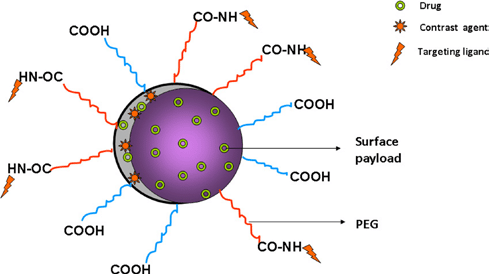 Drug
CO-NH
COOH
Contrast agent
CO-NH
Targeting ligand
HN-OC
COOH
Surface
payload
HN-OC
COOH
COOH
PEG
CO-NH
COOH